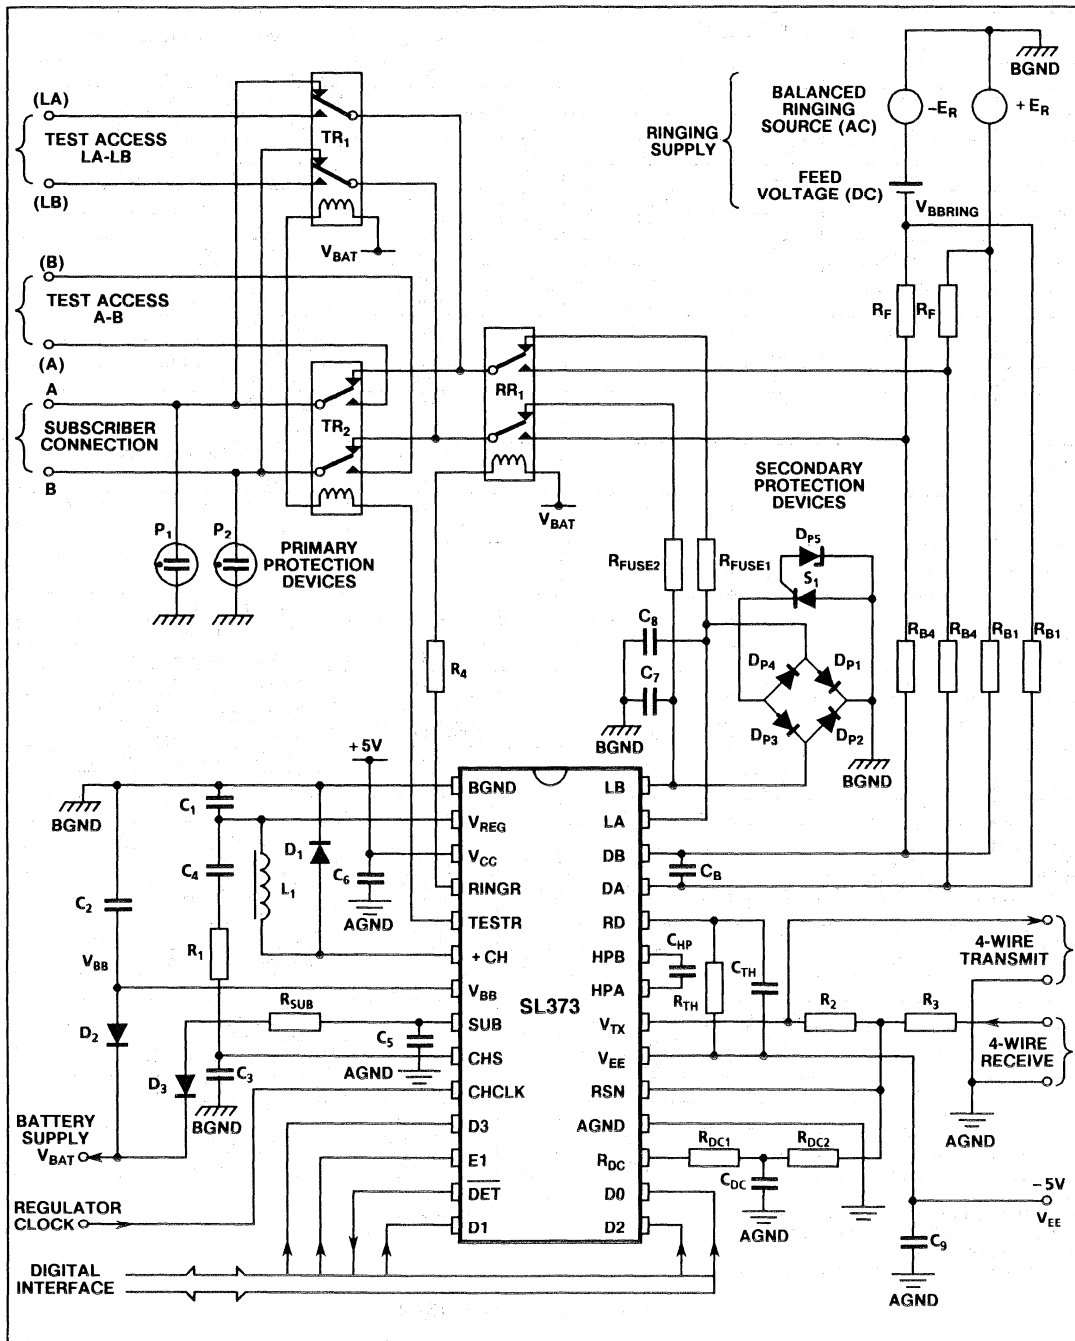 BGND
(LA)
TEST ACCESS
LA-LB
(LB)
TR1
VBAT
RINGING
SUPPLY
BALANCED
RINGING
SOURCE (AC)
−ER
+ER
FEED
VOLTAGE (DC)
VBBRING
(B)
TEST ACCESS
A-B
(A)
A
SUBSCRIBER
CONNECTION
B
TR2
RR1
VBAT
RF
RF
P1
P2
PRIMARY
PROTECTION
DEVICES
SECONDARY
PROTECTION
DEVICES
RFUSE2
RFUSE1
DP5
S1
DP4
DP1
DP3
DP2
BGND
C8
C7
BGND
RB4
RB4
RB1
RB1
R4
+5V
BGND
C1
C2
C4
L1
D1
C6
AGND
R1
VBB
D2
RSUB
C5
AGND
D3
C3
BGND
BATTERY
SUPPLY
VBAT
REGULATOR
CLOCK
DIGITAL
INTERFACE
SL373
BGND
VREG
VCC
RINGR
TESTR
+CH
VBB
SUB
CHS
CHCLK
D3
E1
DET
D1
LB
LA
DB
DA
RD
HPB
HPA
VTX
VEE
RSN
AGND
RDC
D0
D2
CB
CHP
CTH
RTH
R2
R3
4-WIRE
TRANSMIT
4-WIRE
RECEIVE
AGND
RDC1
RDC2
CDC
AGND
−5V
VEE
C9
AGND